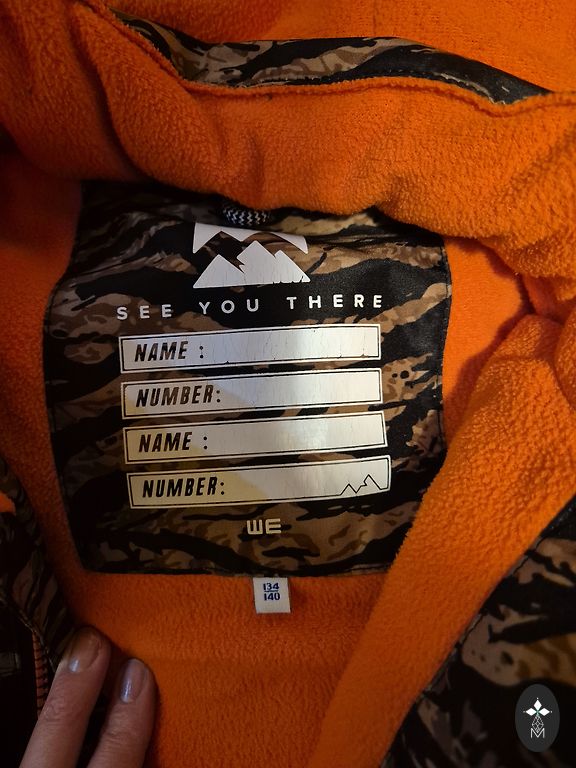 SEE YOU THERE
NAME :
NUMBER:
NAME :
NUMBER:
WE
134
140
M